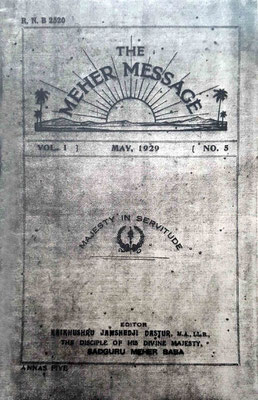 R. N. B 2520
THE
MEHER MESSAGE
VOL. I ] MAY, 1929 [ NO. 5
MAJESTY IN SERVITUDE
EDITOR
KAIKHUSHRU JAMSHEDJI DASTUR, M.A., LL.B.,
THE DISCIPLE OF HIS DIVINE MAJESTY,
SADGURU MEHER BABA
ANNAS FIVE